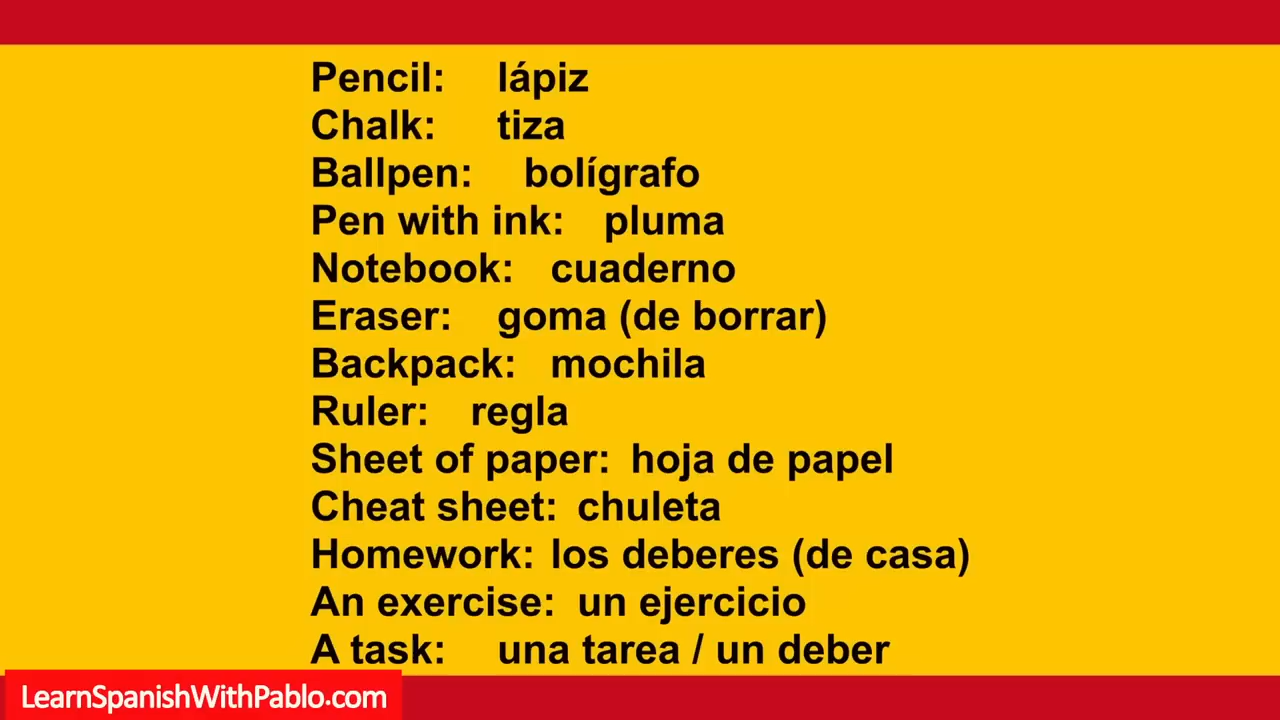 Pencil: lápiz
Chalk: tiza
Ballpen: bolígrafo
Pen with ink: pluma
Notebook: cuaderno
Eraser: goma (de borrar)
Backpack: mochila
Ruler: regla
Sheet of paper: hoja de papel
Cheat sheet: chuleta
Homework: los deberes (de casa)
An exercise: un ejercicio
A task: una tarea / un deber
LearnSpanishWithPablo.com